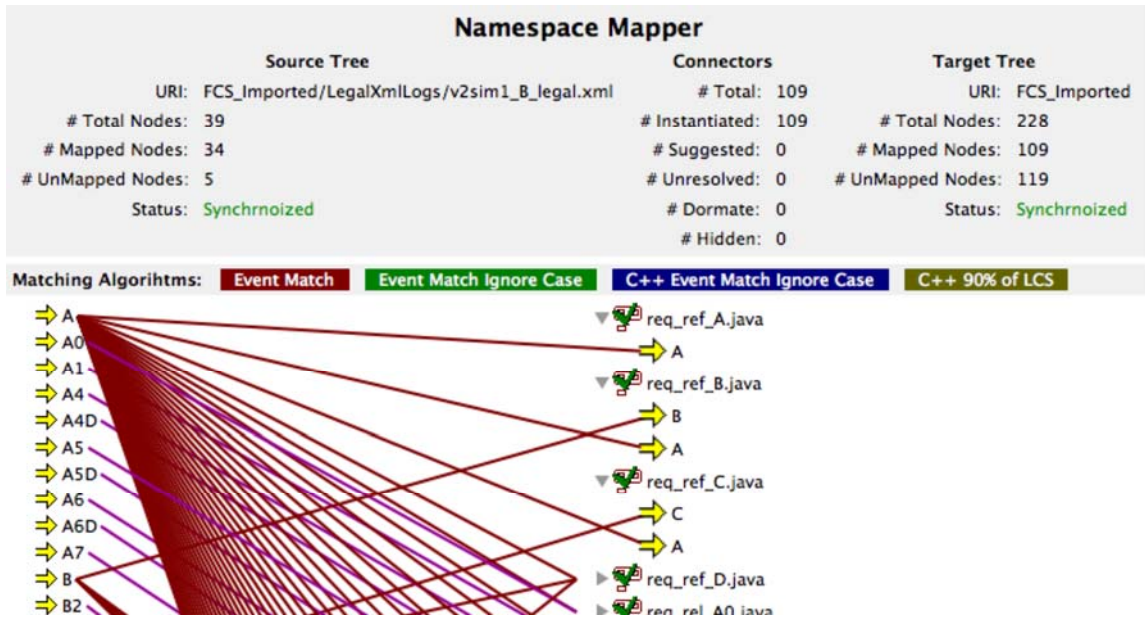 Namespace Mapper
Source Tree Connectors Target Tree
URI: FCS_Imported/LegalXmlLogs/v2sim1_B_legal.xml # Total: 109 URI: FCS_Imported
# Total Nodes: 39 # Instantiated: 109 # Total Nodes: 228
# Mapped Nodes: 34 # Suggested: 0 # Mapped Nodes: 109
# UnMapped Nodes: 5 # Unresolved: 0 # UnMapped Nodes: 119
Status: Synchrnoized # Dormate: 0 Status: Synchrnoized
# Hidden: 0
Matching Algorihtms: Event Match Event Match Ignore Case C++ Event Match Ignore Case C++ 90% of LCS
A req_ref_A.java
A0
A1 A
A4 req_ref_B.java
A4D B
A5 A
A5D req_ref_C.java
A6 C
A6D
A7 A
B req_ref_D.java
B2 req_rel_A0.java